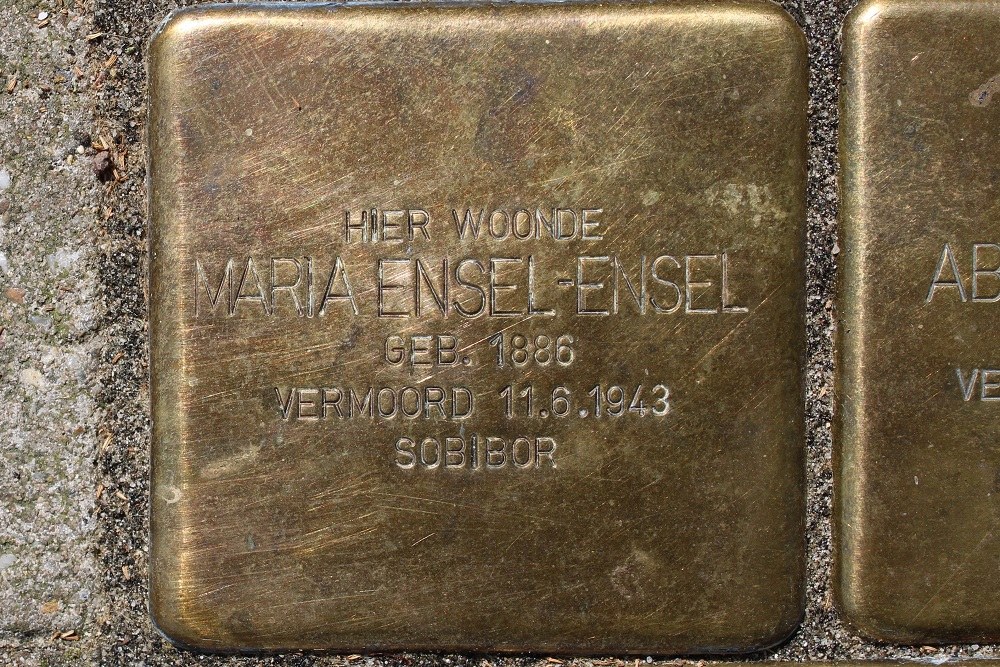 HIER WOONDE
MARIA ENSEL-ENSEL
GEB. 1886
VERMOORD 11.6.1943
SOBIBOR